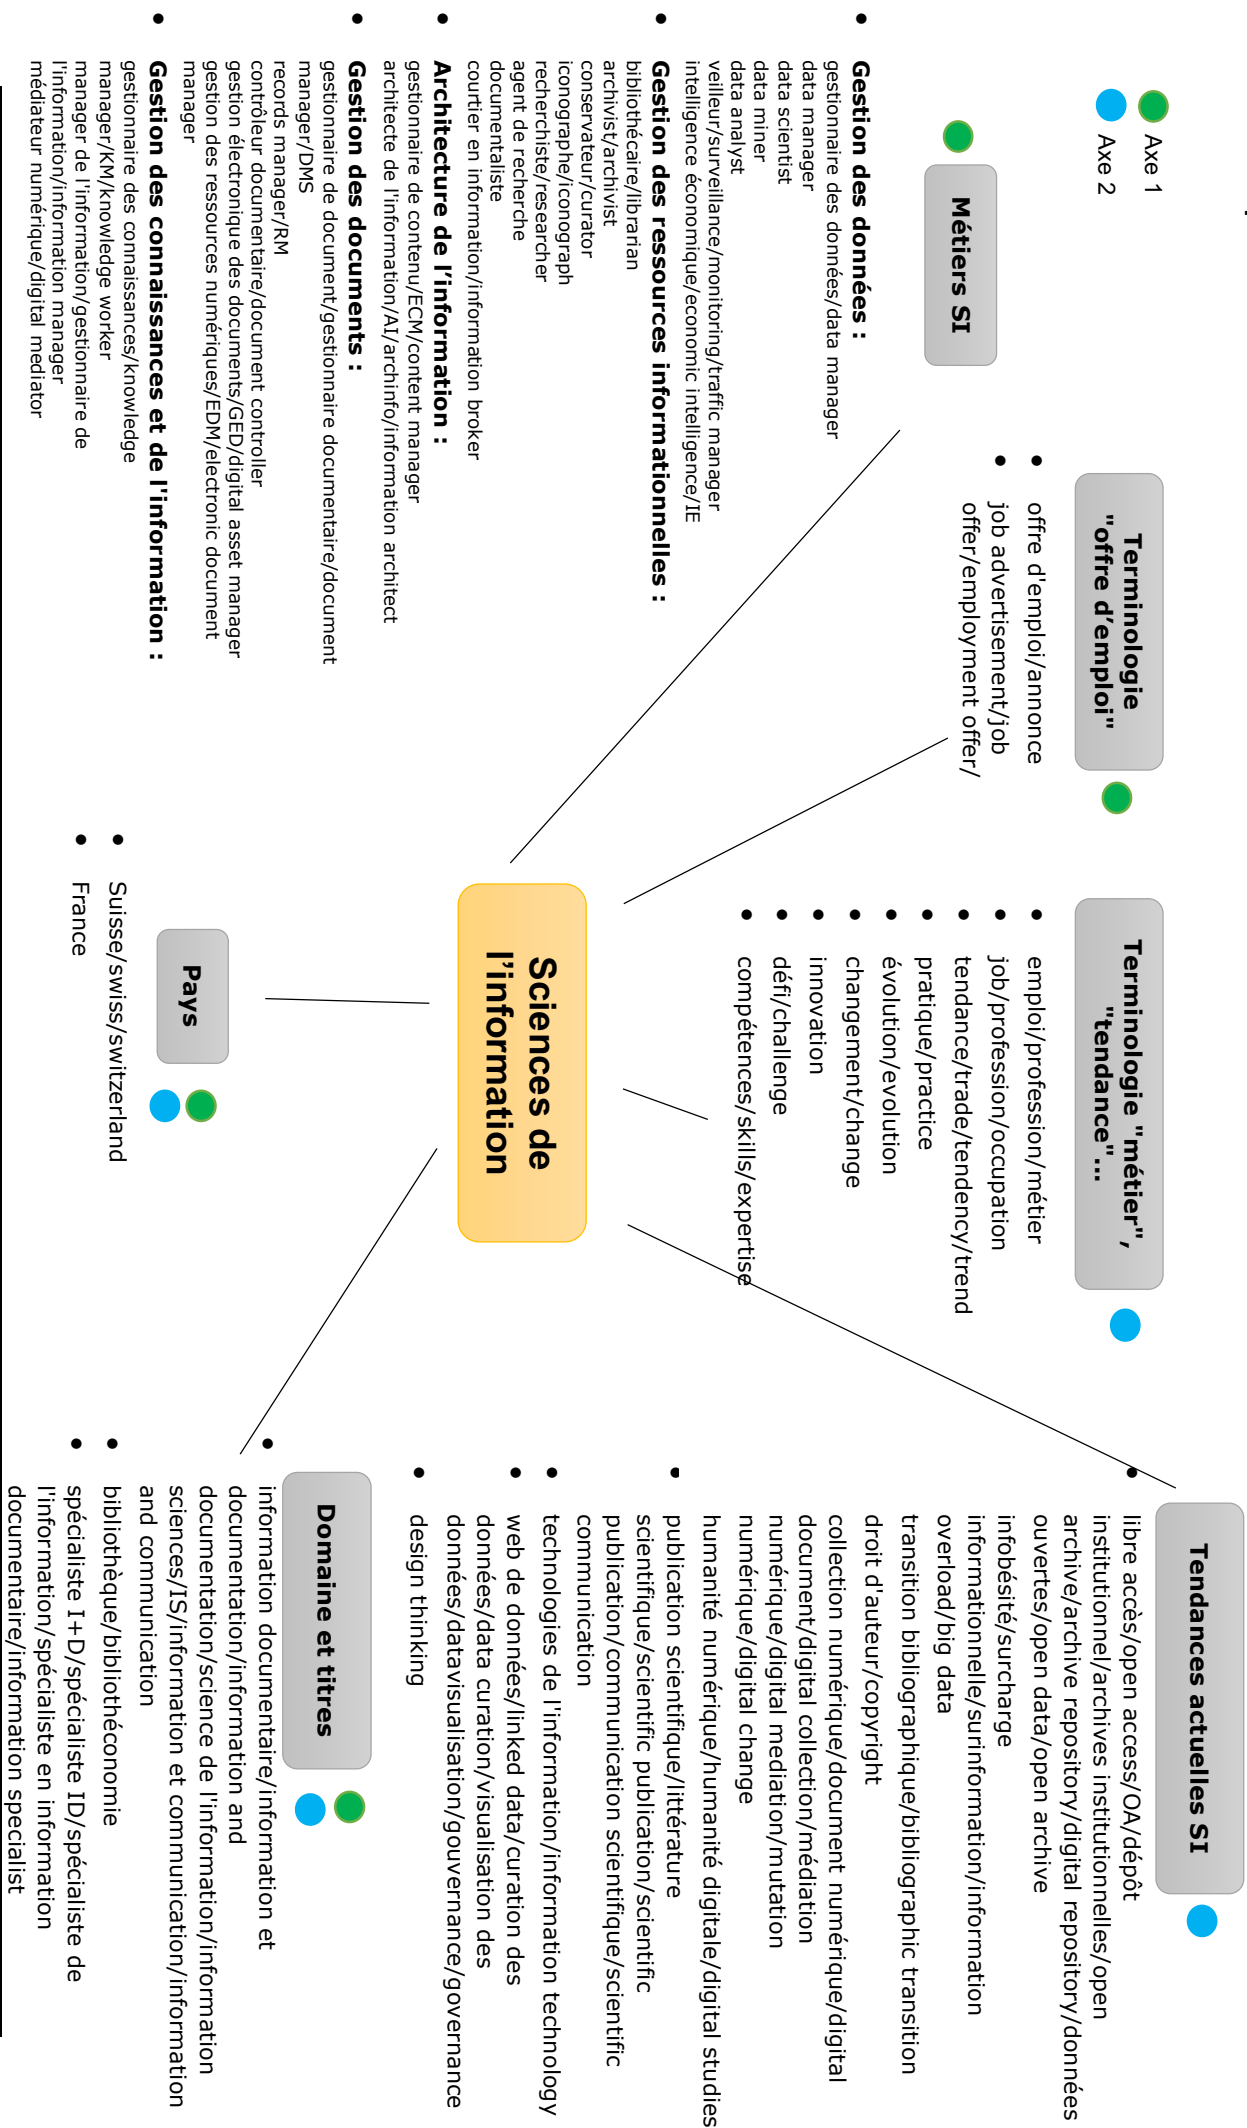 Axe 1
Axe 2
Métiers SI
• Gestion des données :
gestionnaire des données/data manager
data manager
data scientist
data miner
data analyst
veilleur/surveillance/monitoring/traffic manager
intelligence économique/economic intelligence/IE
• Gestion des ressources informationnelles :
bibliothécaire/librarian
archivist/archivist
conservateur/curator
iconographe/iconograph
recherchiste/researcher
agent de recherche
documentaliste
courtier en information/information broker
• Architecture de l’information :
gestionnaire de contenu/ECM/content manager
architecte de l'information/AI/archinfo/information architect
• Gestion des documents :
gestionnaire de document/gestionnaire documentaire/document
manager/DMS
records manager/RM
contrôleur documentaire/document controller
gestion électronique des documents/GED/digital asset manager
gestion des ressources numériques/EDM/electronic document
manager
• Gestion des connaissances et de l'information :
gestionnaire des connaissances/knowledge
manager/KM/knowledge worker
manager de l'information/gestionnaire de
l'information/information manager
médiateur numérique/digital mediator
Terminologie
"offre d’emploi"
• offre d'emploi/annonce
• job advertisement/job
offer/employment offer/
Terminologie "métier",
"tendance"...
• emploi/profession/métier
• job/profession/occupation
• tendance/trade/tendency/trend
• pratique/practice
• évolution/evolution
• changement/change
• innovation
• défi/challenge
• compétences/skills/expertise
Sciences de
l’information
Pays
• Suisse/swiss/switzerland
• France
Tendances actuelles SI
• libre accès/open access/OA/dépôt
institutionnel/archives institutionnelles/open
archive/archive repository/digital repository/données
ouvertes/open data/open archive
infobésité/surcharge
informationnelle/surinformation/information
overload/big data
transition bibliographique/bibliographic transition
droit d'auteur/copyright
collection numérique/document numérique/digital
document/digital collection/médiation
numérique/digital mediation/mutation
numérique/digital change
humanité numérique/humanité digitale/digital studies
• publication scientifique/littérature
scientifique/scientific publication/scientific
publication/communication scientifique/scientific
communication
• technologies de l'information/information technology
• web de données/linked data/curation des
données/data curation/visualisation des
données/datavisualisation/gouvernance/governance
• design thinking
Domaine et titres
• information documentaire/information et
documentation/information and
documentation/science de l'information/information
sciences/IS/information et communication/information
and communication
• bibliothèque/bibliothéconomie
• spécialiste I+D/spécialiste ID/spécialiste de
l'information/spécialiste en information
documentaire/information specialist